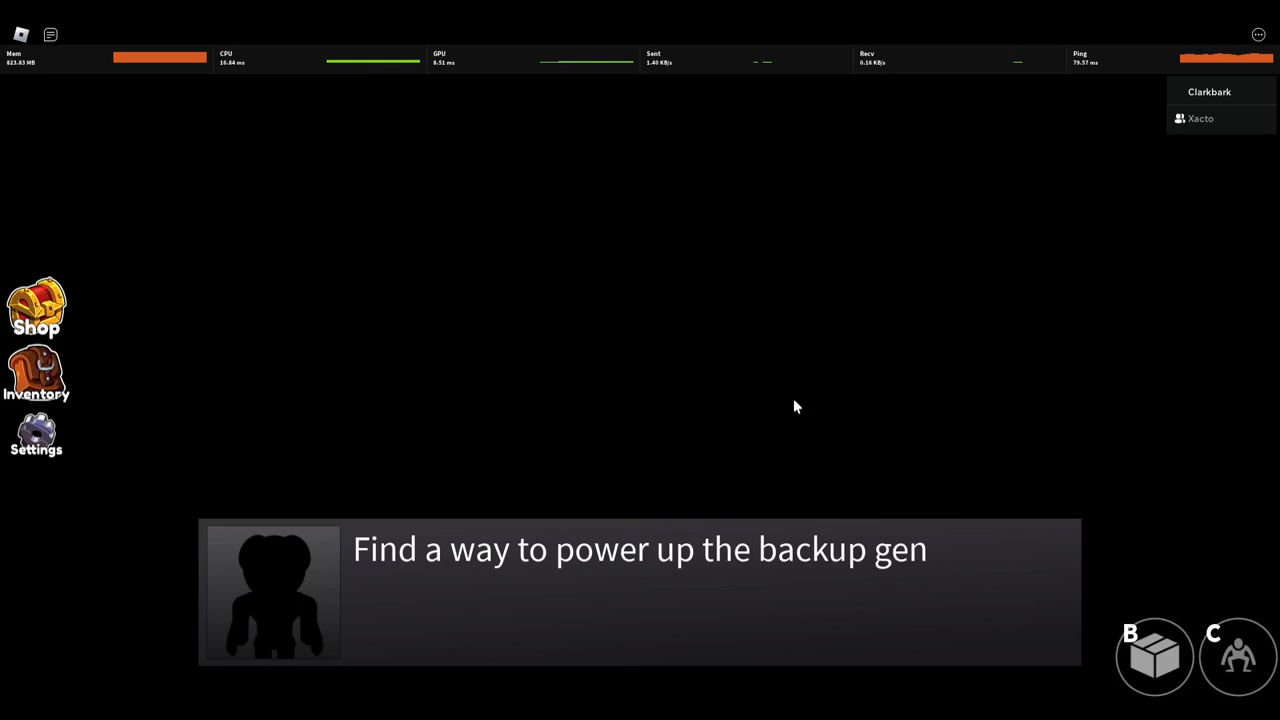 Mem
823.83 MB
CPU
16.84 ms
GPU
8.51 ms
Sent
1.40 KB/s
Recv
0.16 KB/s
Ping
79.57 ms
Clarkbark
Xacto
Shop
Inventory
Settings
Find a way to power up the backup gen
B
C